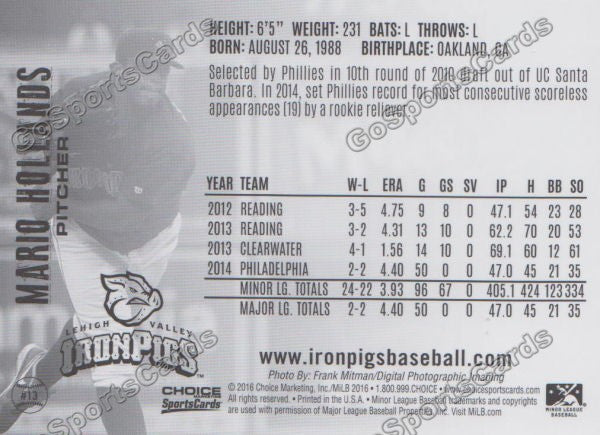 HEIGHT: 6'5" WEIGHT: 231 BATS: L THROWS: L
BORN: AUGUST 26, 1988 BIRTHPLACE: OAKLAND, CA
Selected by Phillies in 10th round of 2010 draft out of UC Santa
Barbara. In 2014, set Phillies record for most consecutive scoreless
appearances (19) by a rookie reliever.
MARIO HOLLANDS
PITCHER
YEAR TEAM W-L ERA G GS SV IP H BB SO
2012 READING 3-5 4.75 9 8 0 47.1 54 23 28
2013 READING 3-2 4.31 13 10 0 62.2 70 20 53
2013 CLEARWATER 4-1 1.56 14 10 0 69.1 60 12 61
2014 PHILADELPHIA 2-2 4.40 50 0 0 47.0 45 21 35
MINOR LG. TOTALS 24-22 3.93 96 67 0 405.1 424 123 334
MAJOR LG. TOTALS 2-2 4.40 50 0 0 47.0 45 21 35
LEHIGH VALLEY
IRONPIGS
www.ironpigsbaseball.com
Photo By: Frank Mitman/Digital Photographic Imaging
#13
CHOICE
SportsCards
© 2016 Choice Marketing, Inc./MiLB 2016 • 1.800.999.CHOICE • www.choicesportscards.com
All rights reserved. • Printed in the U.S.A. • Minor League Baseball trademarks and copyrights
are used with permission of Major League Baseball Properties, Inc. Visit MiLB.com
MINOR LEAGUE
BASEBALL
GoSportsCards
GoSportsCards
GoSportsCards
GoSportsCards
GoSportsCards